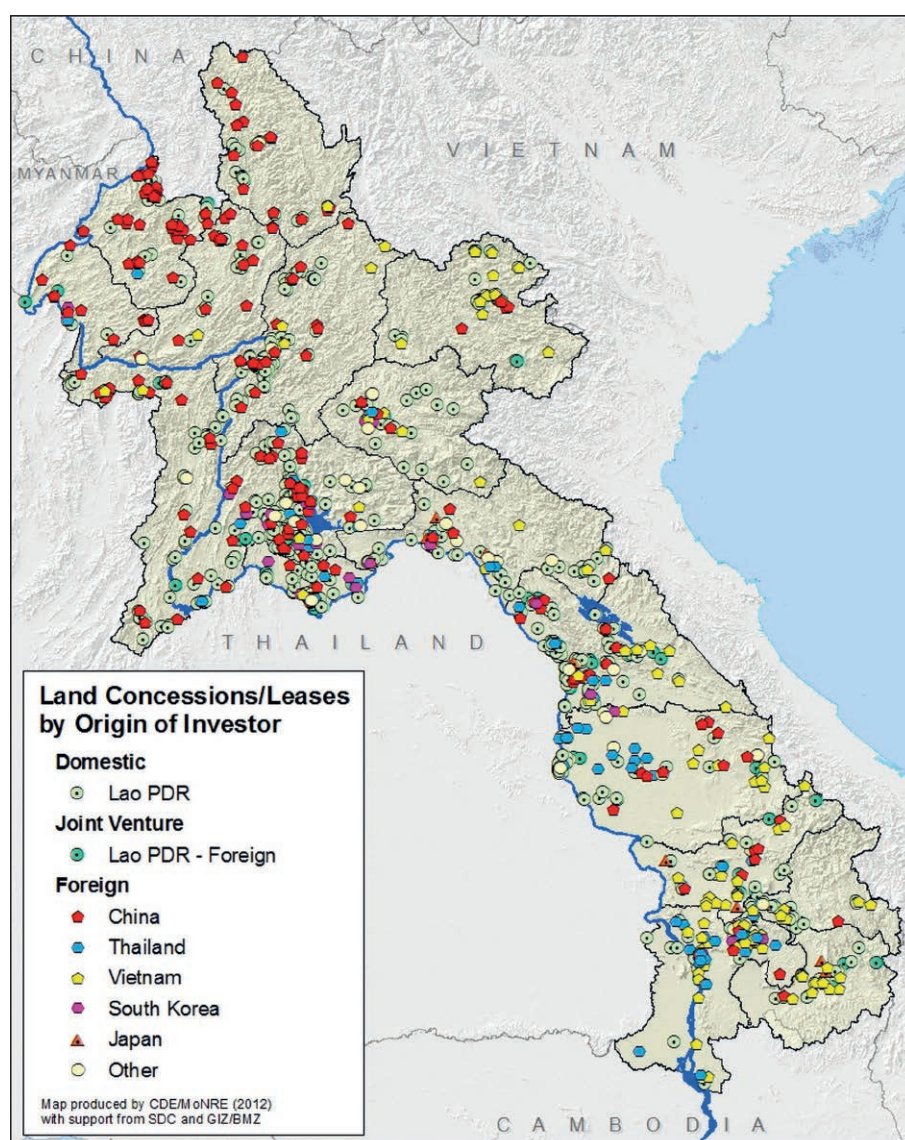 CHINA
MYANMAR
VIETNAM
THAILAND
Land Concessions/Leases
by Origin of Investor
Domestic
Lao PDR
Joint Venture
Lao PDR - Foreign
Foreign
China
Thailand
Vietnam
South Korea
Japan
Other
Map produced by CDE/MoNRE (2012)
with support from SDC and GIZ/BMZ
CAMBODIA